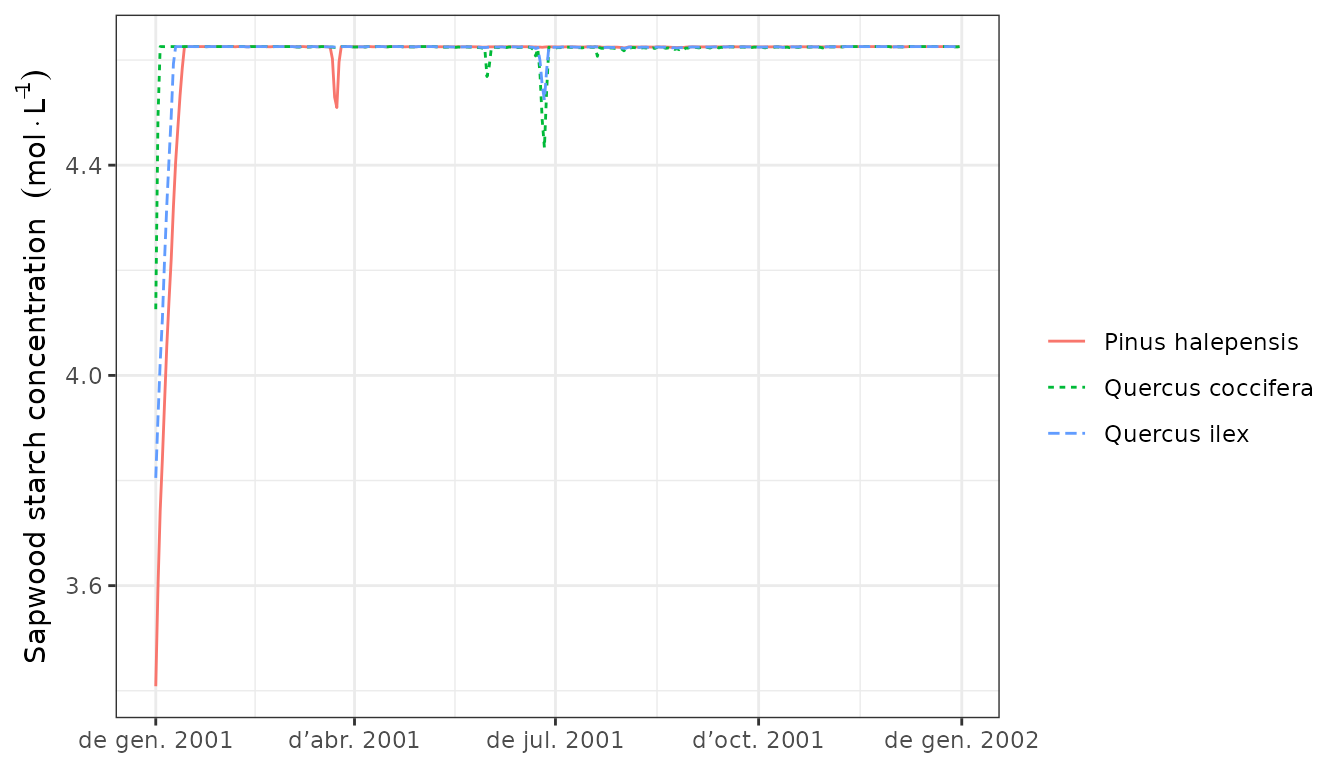 Sapwood starch concentration (mol · L⁻¹)
4.4
4.0
3.6
de gen. 2001
d’abr. 2001
de jul. 2001
d’oct. 2001
de gen. 2002
Pinus halepensis
Quercus coccifera
Quercus ilex